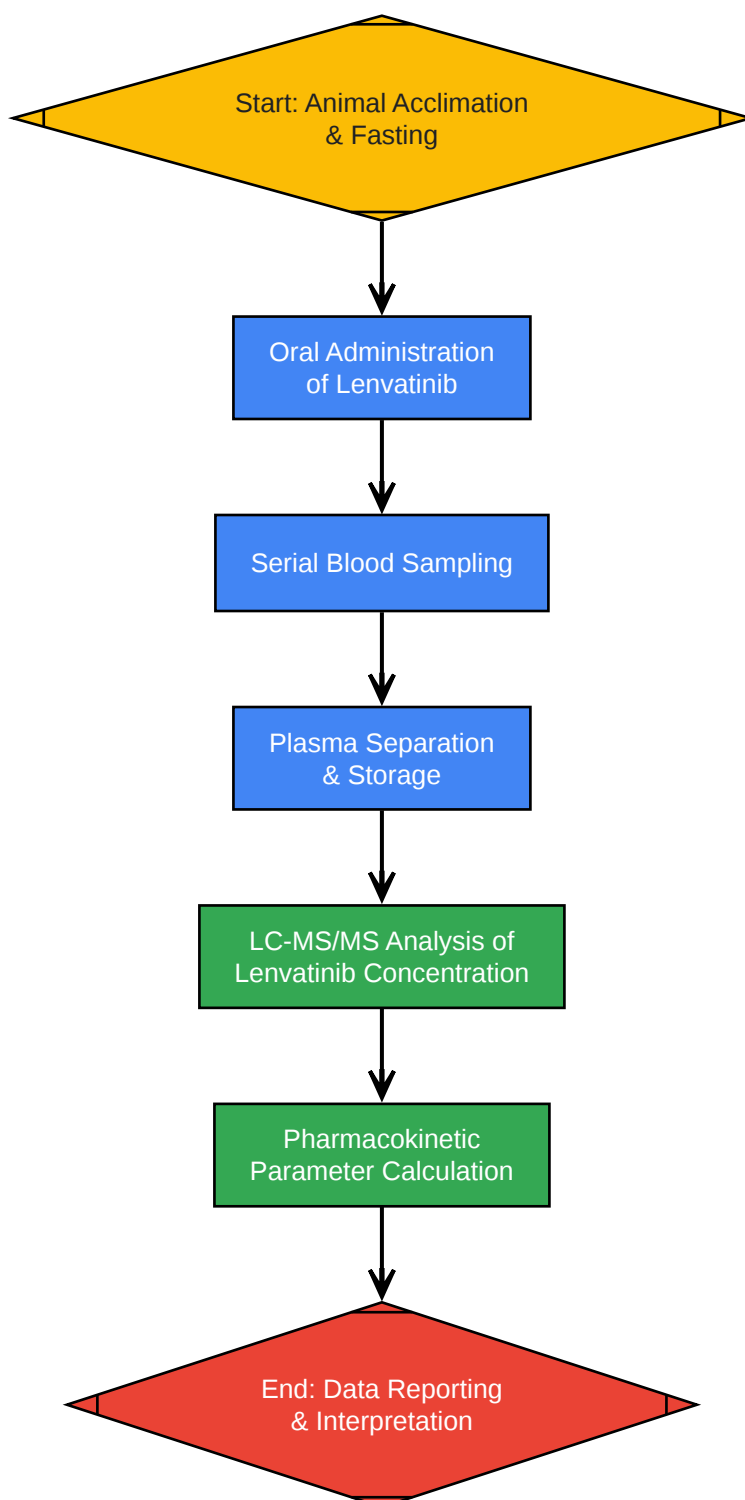 Start: Animal Acclimation
& Fasting
Oral Administration
of Lenvatinib
Serial Blood Sampling
Plasma Separation
& Storage
LC-MS/MS Analysis of
Lenvatinib Concentration
Pharmacokinetic
Parameter Calculation
End: Data Reporting
& Interpretation